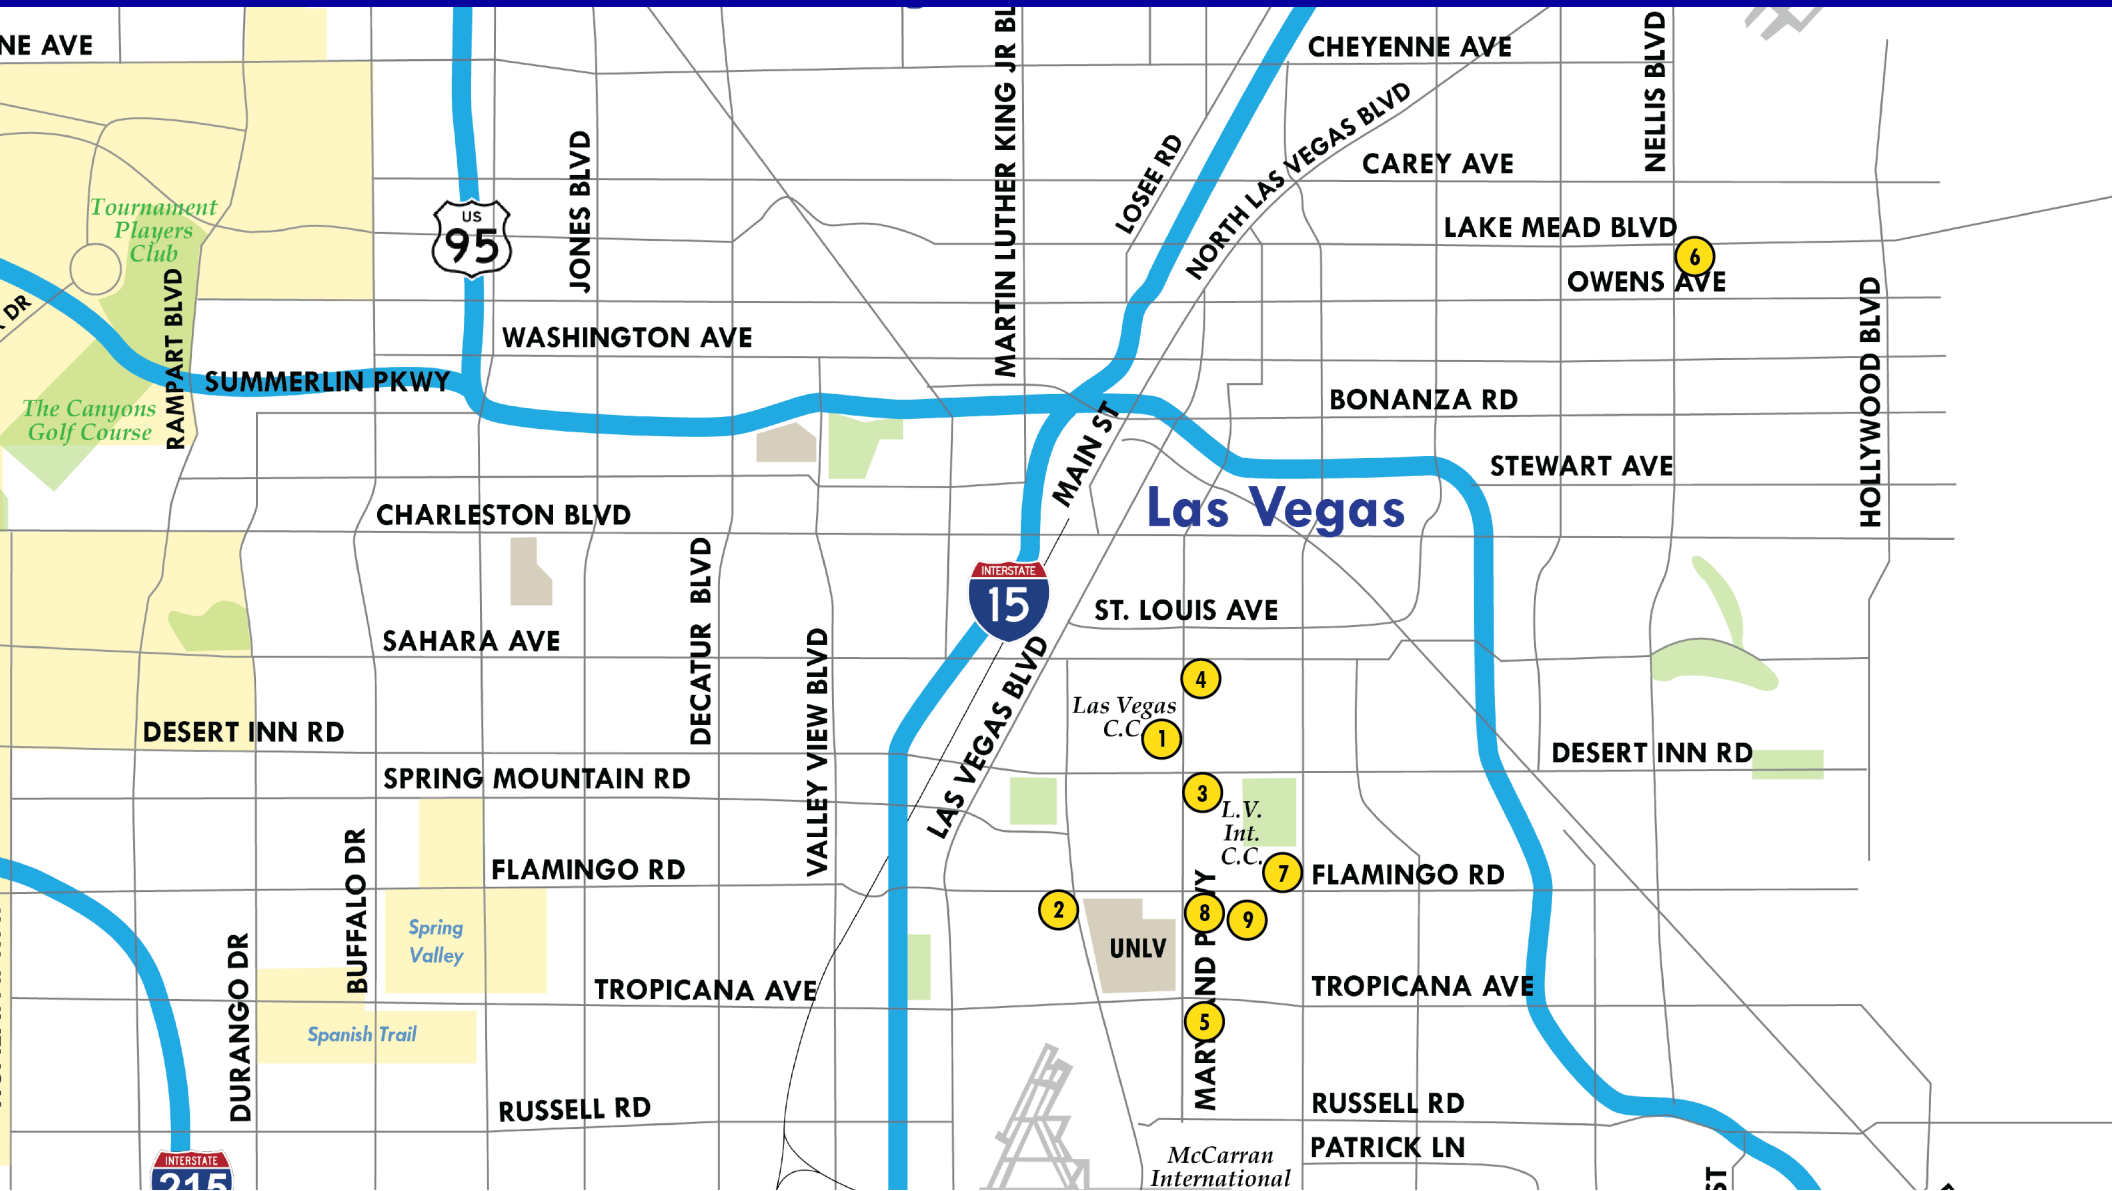 NE AVE
CHEYENNE AVE
NELLIS BLVD
MARTIN LUTHER KING JR BL
JONES BLVD
LOSEE RD
NORTH LAS VEGAS BLVD
CAREY AVE
Tournament
Players
Club
US
95
LAKE MEAD BLVD
6
OWENS AVE
DR
RAMPART BLVD
WASHINGTON AVE
HOLLYWOOD BLVD
SUMMERLIN PKWY
The Canyons
Golf Course
MAIN ST
BONANZA RD
STEWART AVE
Las Vegas
CHARLESTON BLVD
INTERSTATE
15
ST. LOUIS AVE
SAHARA AVE
DECATUR BLVD
VALLEY VIEW BLVD
LAS VEGAS BLVD
4
Las Vegas
C.C.
1
DESERT INN RD
DESERT INN RD
SPRING MOUNTAIN RD
3
L.V.
Int.
C.C.
7
FLAMINGO RD
FLAMINGO RD
BUFFALO DR
2
8
9
Spring
Valley
UNLV
DURANGO DR
TROPICANA AVE
TROPICANA AVE
5
Spanish Trail
RUSSELL RD
RUSSELL RD
PATRICK LN
McCarran
International
INTERSTATE
215
ST